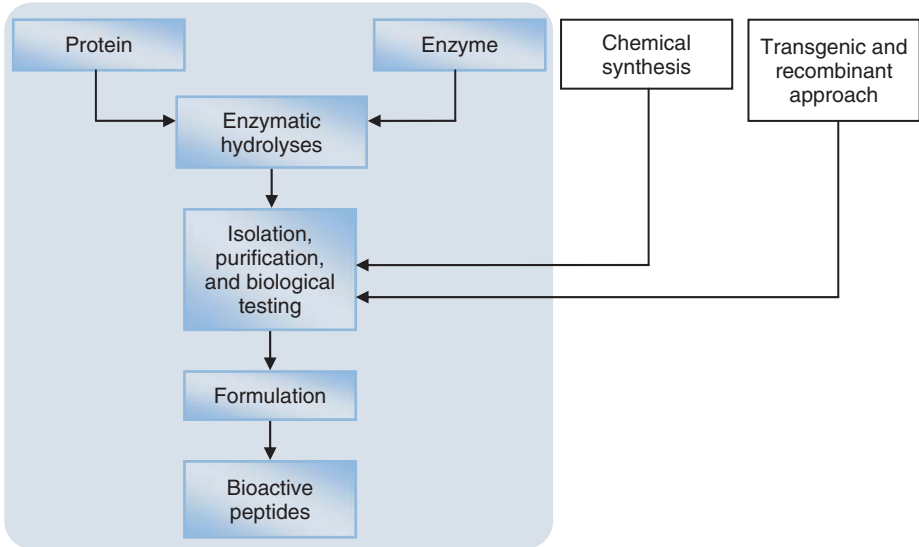 Protein
Enzyme
Chemical
synthesis
Transgenic and
recombinant
approach
Enzymatic
hydrolyses
Isolation,
purification,
and biological
testing
Formulation
Bioactive
peptides